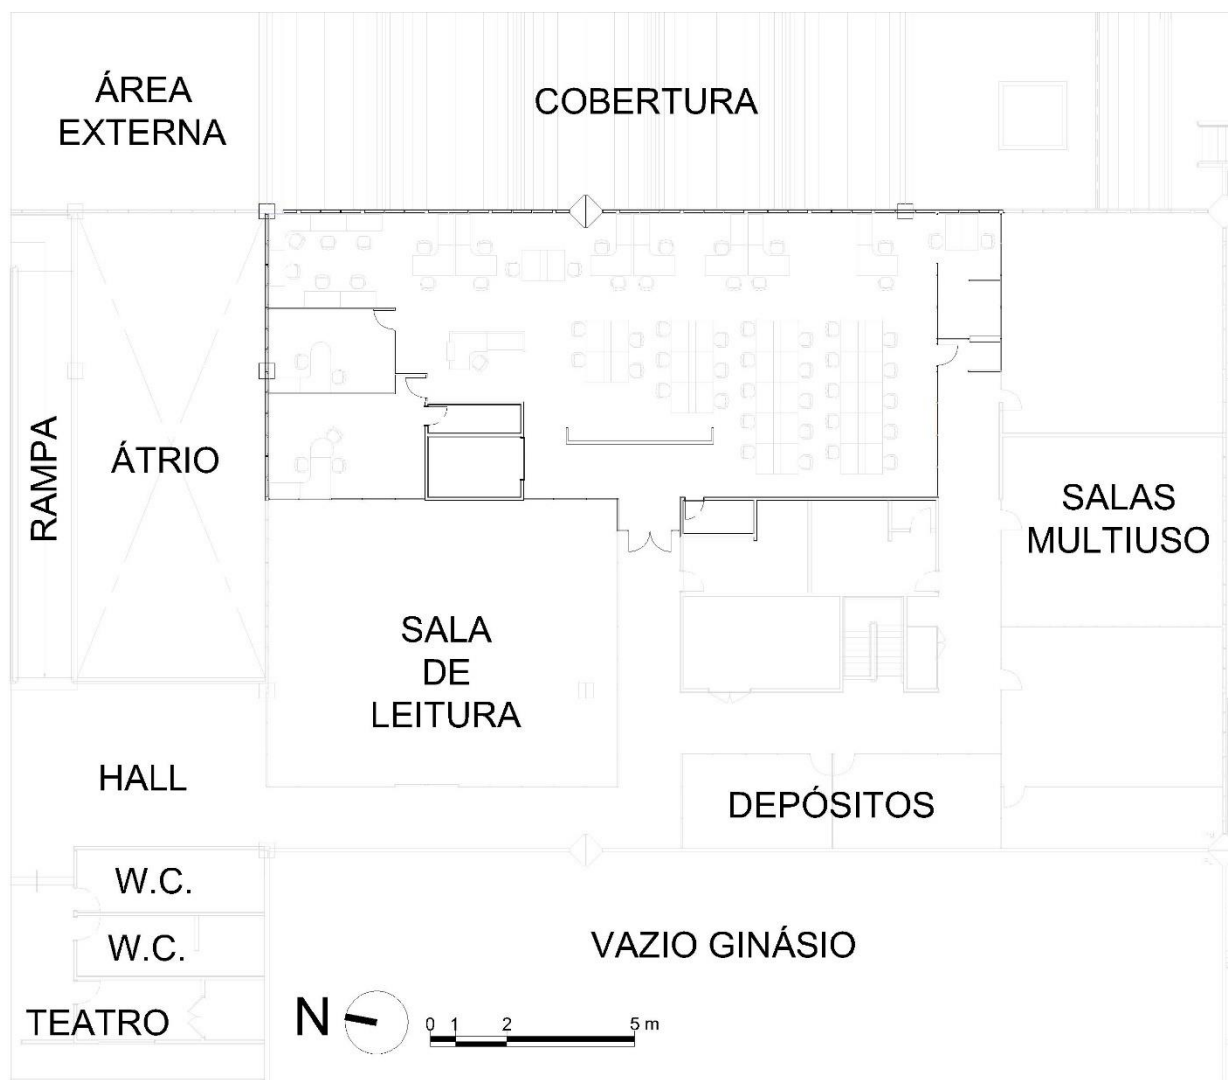 ÁREA
EXTERNA
COBERTURA
RAMPA
ÁTRIO
SALAS
MULTIUSO
SALA
DE
LEITURA
HALL
DEPÓSITOS
W.C.
W.C.
VAZIO GINÁSIO
TEATRO
N
0 1 2 5 m